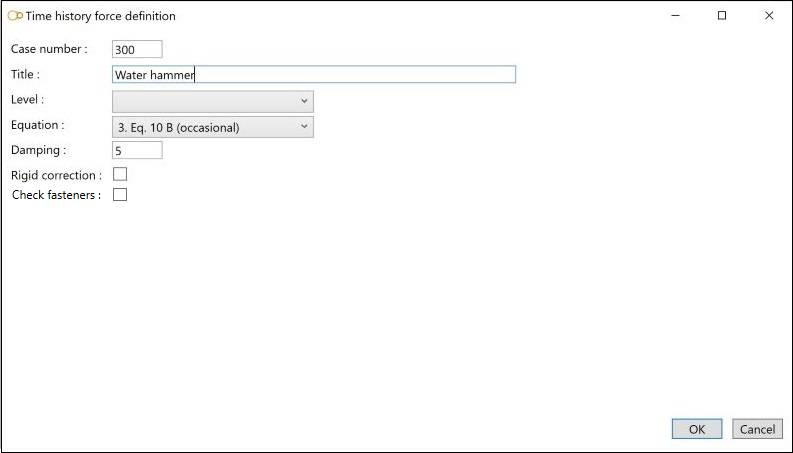 Time history force definition
Case number : 300
Title : Water hammer
Level :
Equation : 3. Eq. 10 B (occasional)
Damping : 5
Rigid correction :
Check fasteners :
OK Cancel